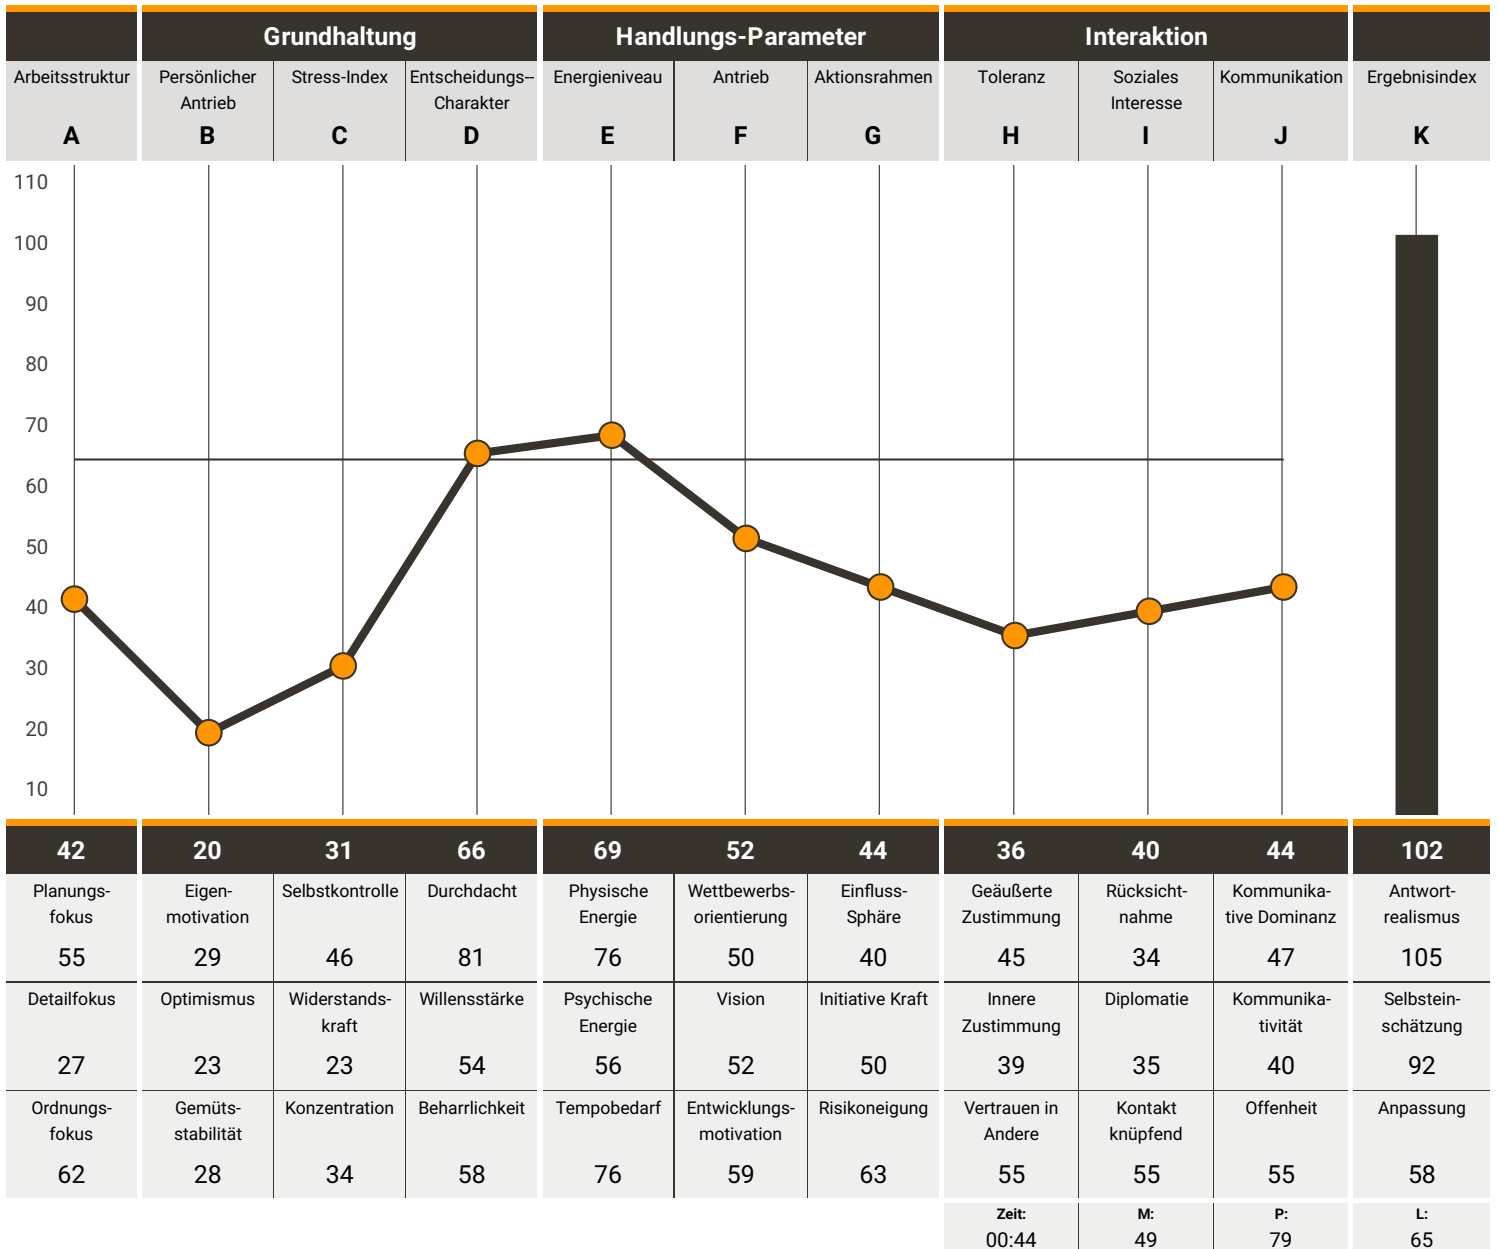 Grundhaltung Handlungs-Parameter Interaktion
Arbeitsstruktur Persönlicher Stress-Index Entscheidungs-- Energieniveau Antrieb Aktionsrahmen Toleranz Soziales Kommunikation Ergebnisindex
Antrieb Charakter Interesse
A B C D E F G H I J K
110
100
90
80
70
60
50
40
30
20
10
42 20 31 66 69 52 44 36 40 44 102
Planungs- Eigen- Selbstkontrolle Durchdacht Physische Wettbewerbs- Einfluss- Geäußerte Rücksicht- Kommunika- Antwort-
fokus motivation Energie orientierung Sphäre Zustimmung nahme tive Dominanz realismus
55 29 46 81 76 50 40 45 34 47 105
Detailfokus Optimismus Widerstands- Willensstärke Psychische Vision Initiative Kraft Innere Diplomatie Kommunika- Selbstein-
kraft Energie Zustimmung tivität schätzung
27 23 23 54 56 52 50 39 35 40 92
Ordnungs- Gemüts- Konzentration Beharrlichkeit Tempobedarf Entwicklungs- Risikoneigung Vertrauen in Kontakt Offenheit Anpassung
fokus stabilität motivation Andere knüpfend
62 28 34 58 76 59 63 55 55 55 58
Zeit: M: P: L:
00:44 49 79 65